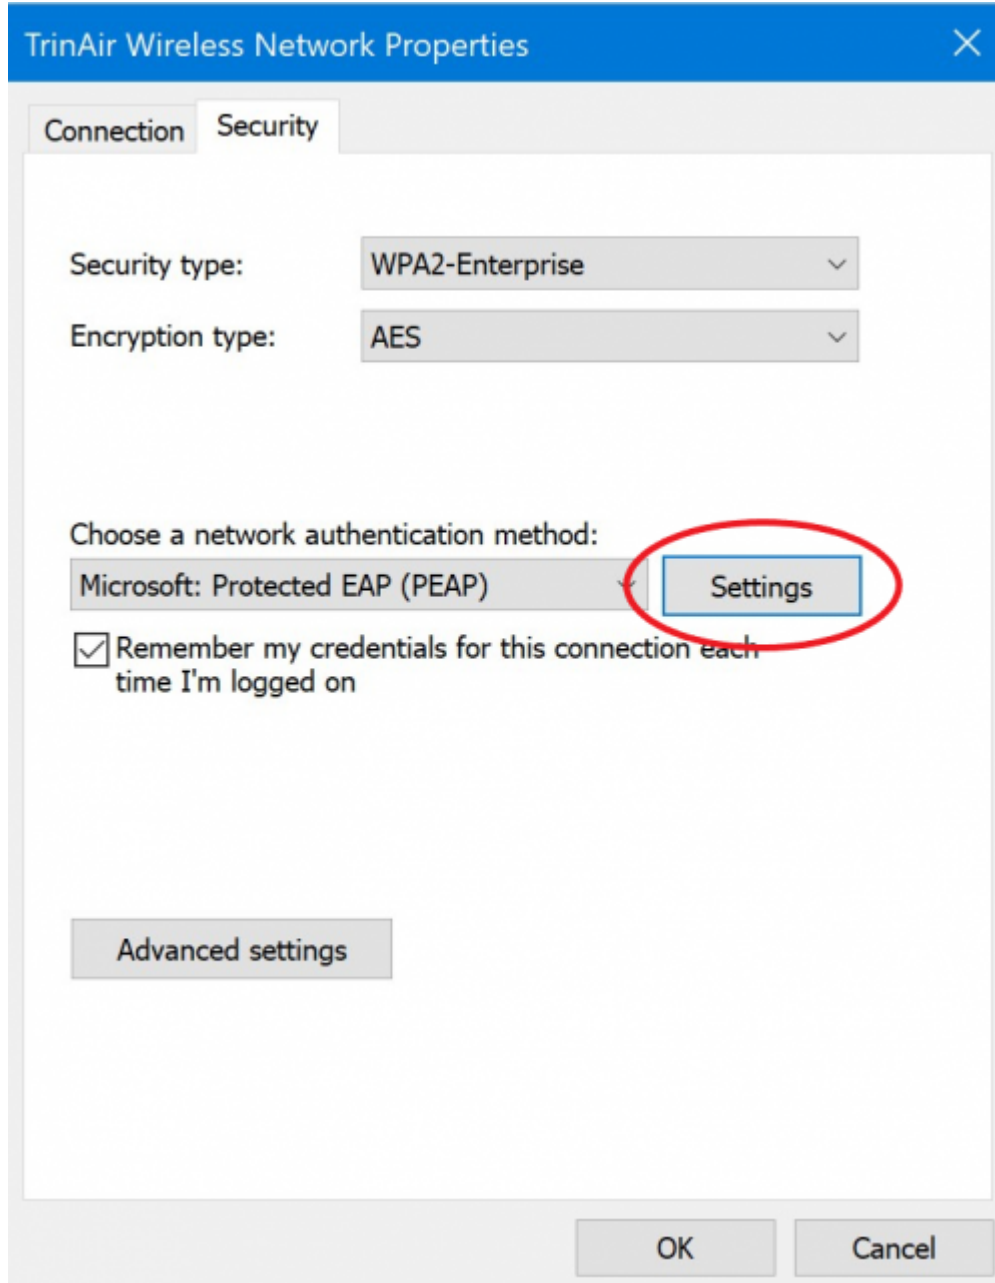 TrinAir Wireless Network Properties
Connection Security
Security type: WPA2-Enterprise
Encryption type: AES
Choose a network authentication method:
Microsoft: Protected EAP (PEAP) Settings
Remember my credentials for this connection each
time I'm logged on
Advanced settings
OK Cancel